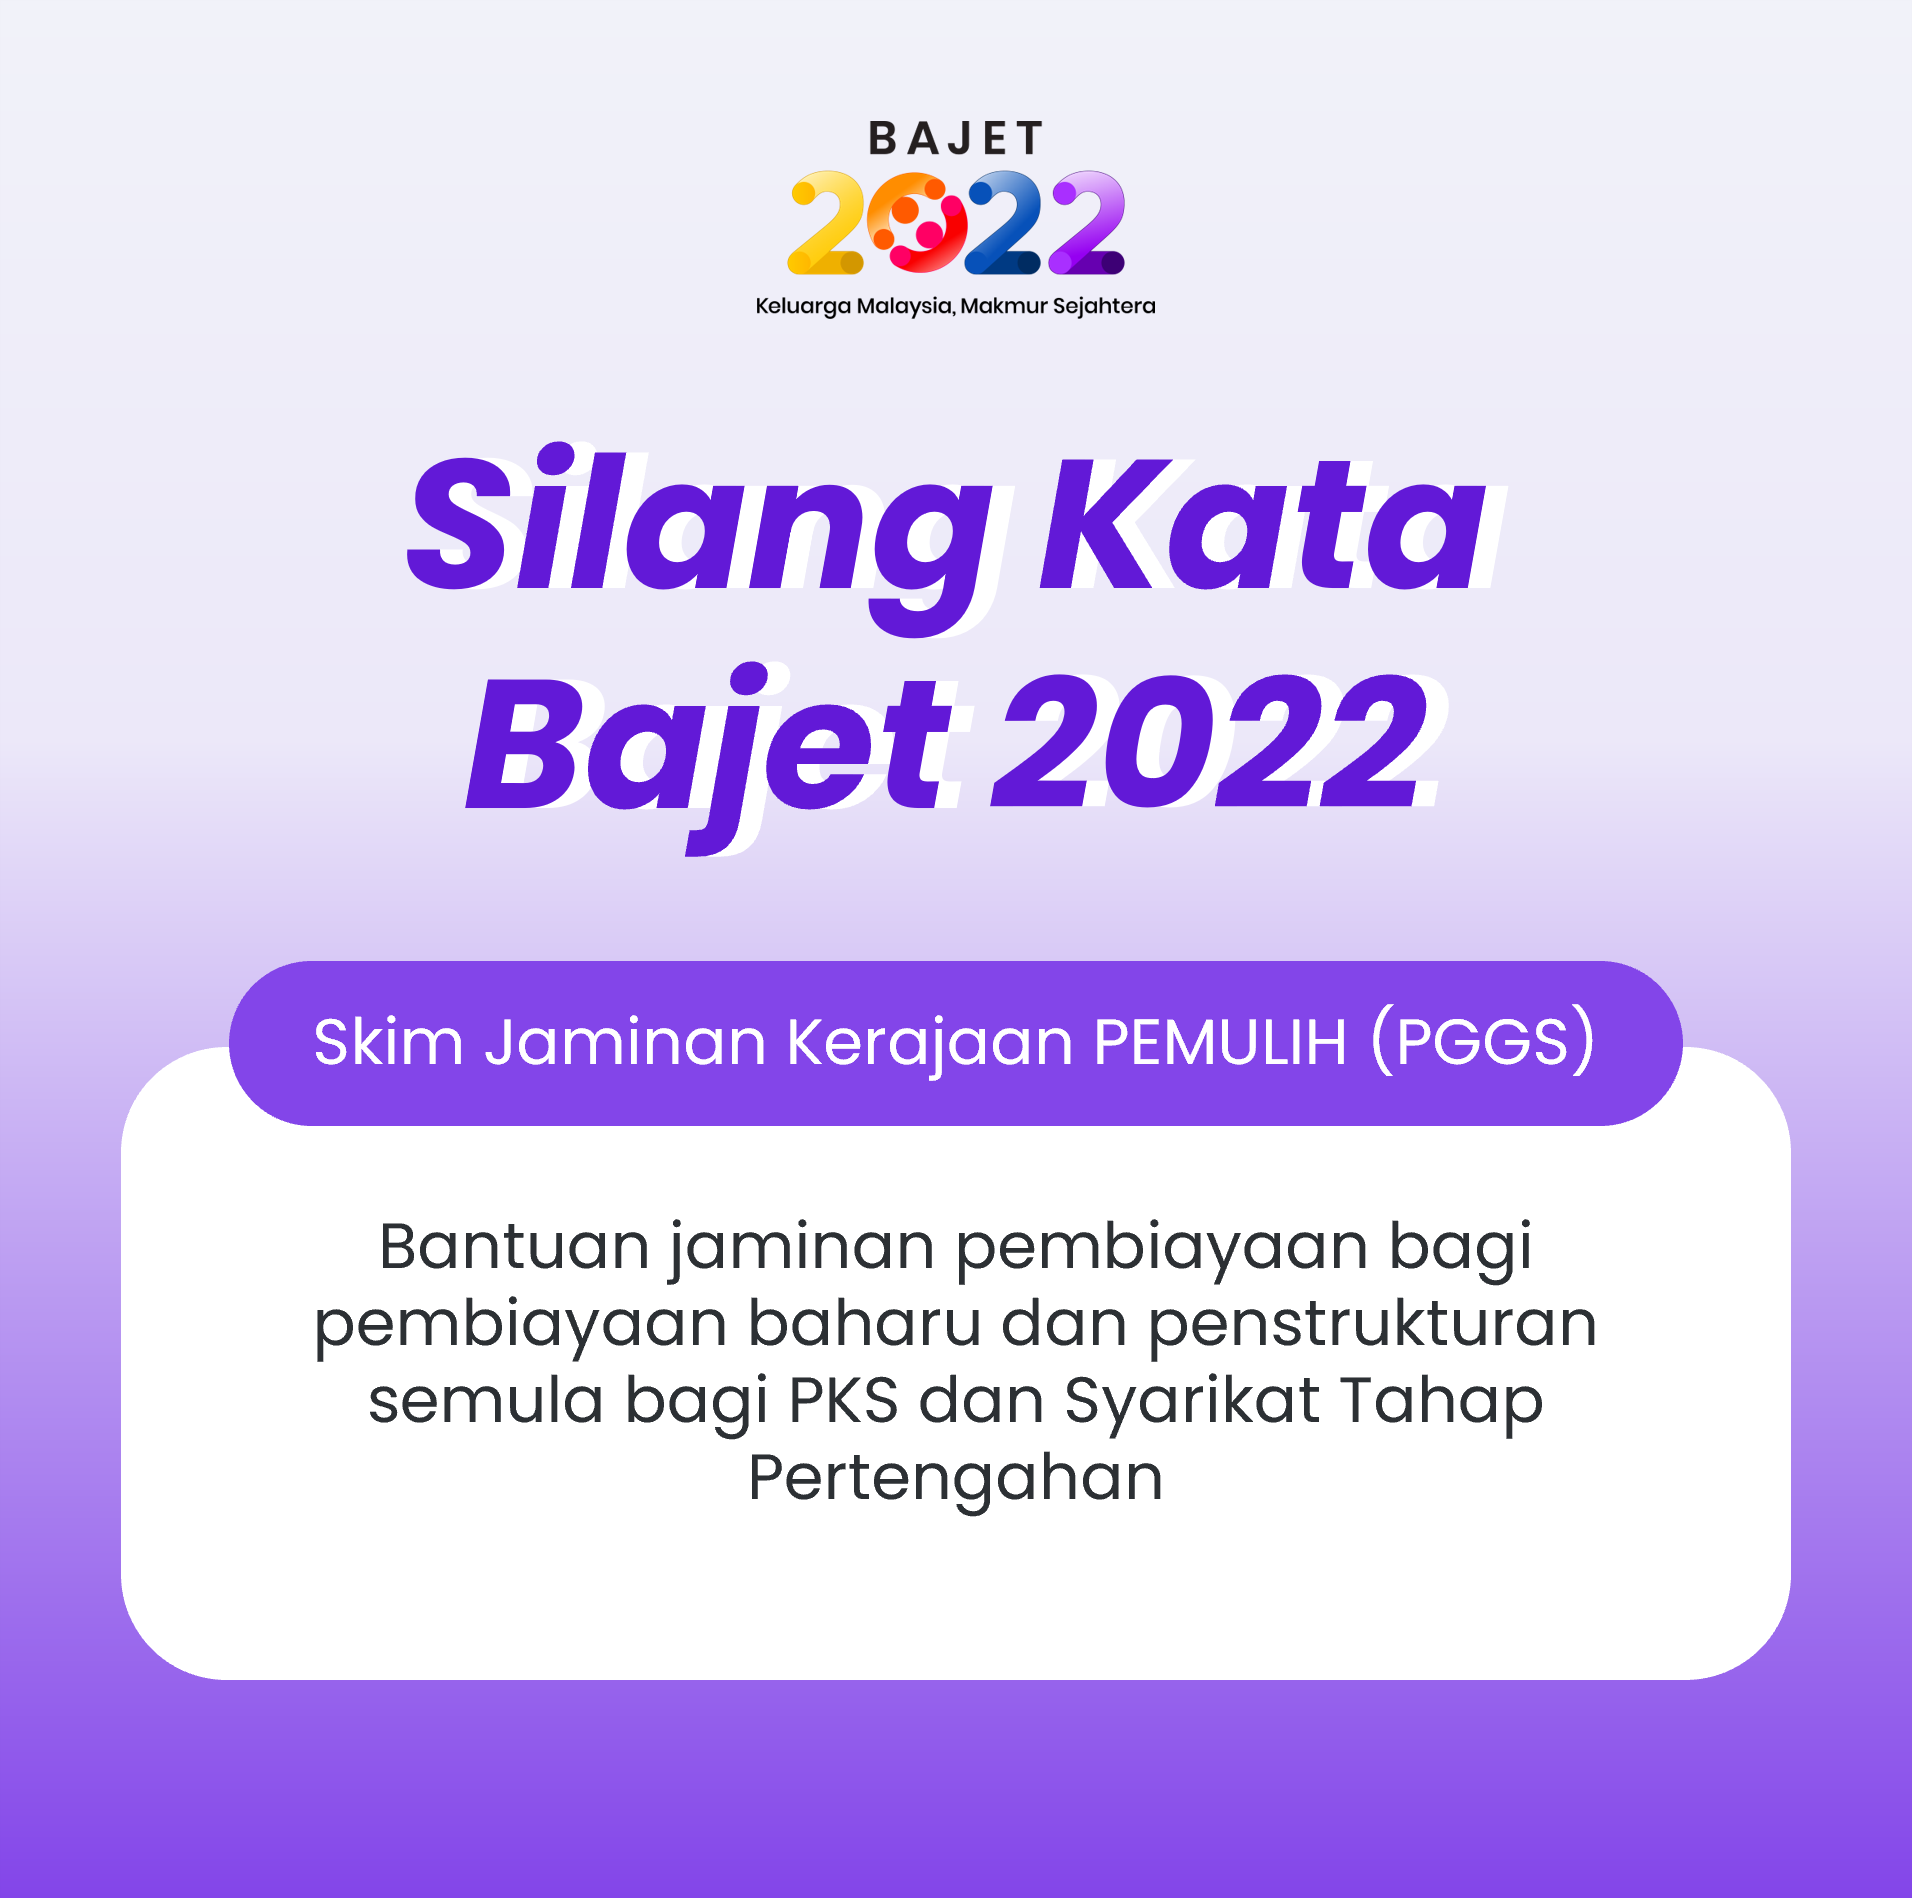 BAJET
2022
Keluarga Malaysia, Makmur Sejahtera
Silang Kata
Bajet 2022
Skim Jaminan Kerajaan PEMULIH (PGGS)
Bantuan jaminan pembiayaan bagi
pembiayaan baharu dan penstrukturan
semula bagi PKS dan Syarikat Tahap
Pertengahan